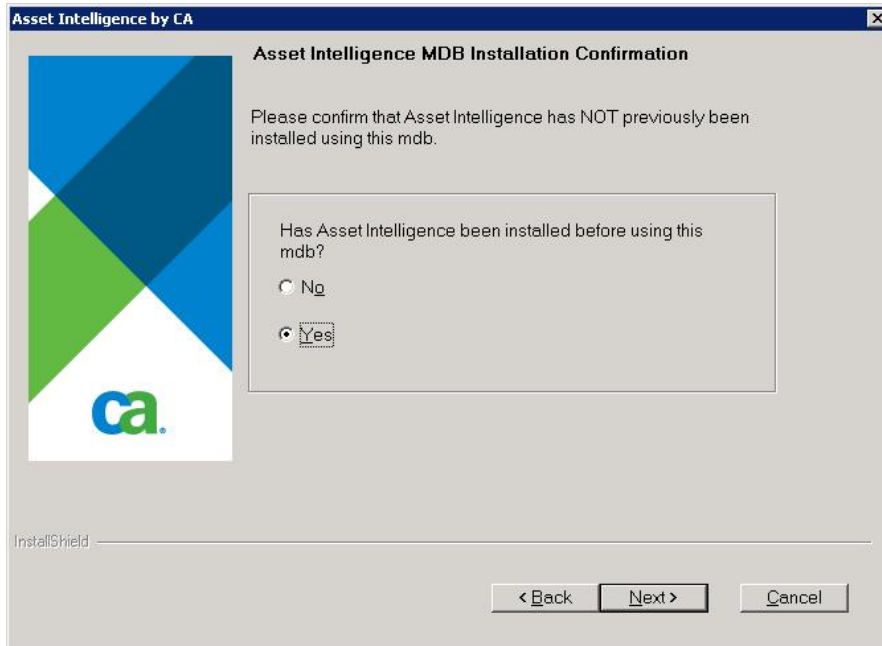 Asset Intelligence by CA
Asset Intelligence MDB Installation Confirmation
Please confirm that Asset Intelligence has NOT previously been
installed using this mdb.
Has Asset Intelligence been installed before using this
mdb?
No
Yes
ca®
InstallShield
< Back
Next >
Cancel